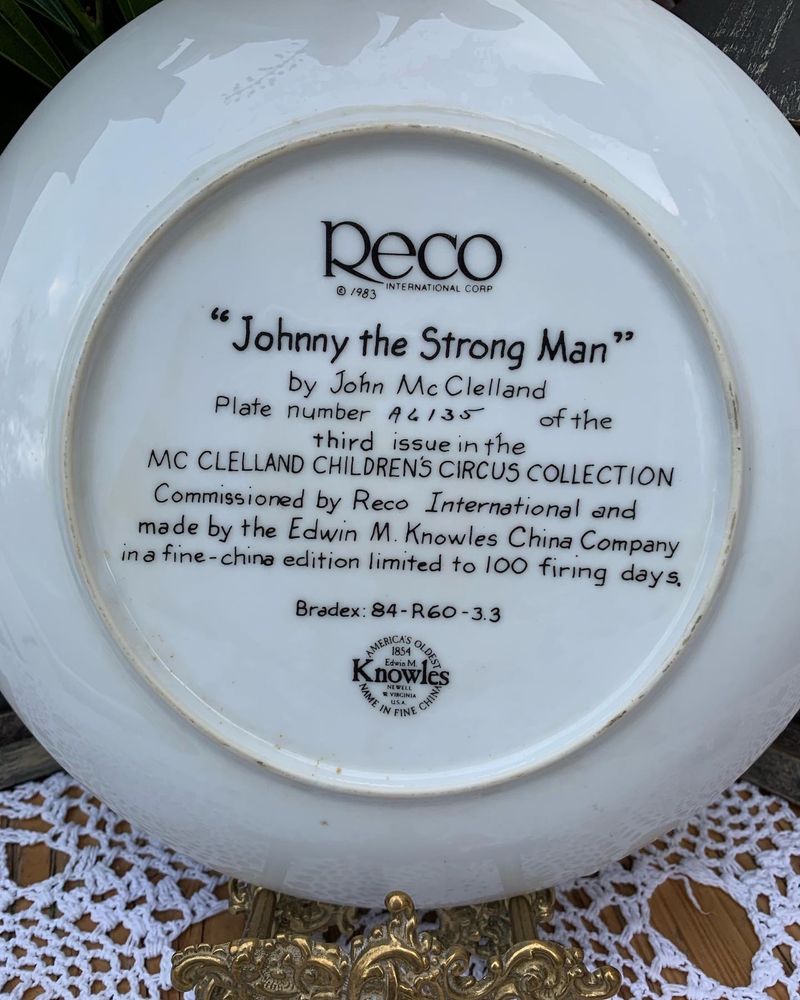 Reco
© 1983 INTERNATIONAL CORP
“Johnny the Strong Man”
by John McClelland
Plate number A6135 of the
third issue in the
MC CLELLAND CHILDREN'S CIRCUS COLLECTION
Commissioned by Reco International and
made by the Edwin M. Knowles China Company
in a fine-china edition limited to 100 firing days.
Bradex: 84-R60-3.3
AMERICA'S OLDEST
1854
Edwin M.
Knowles
NEWELL
W. VIRGINIA
U.S.A.
NAME IN FINE CHINA